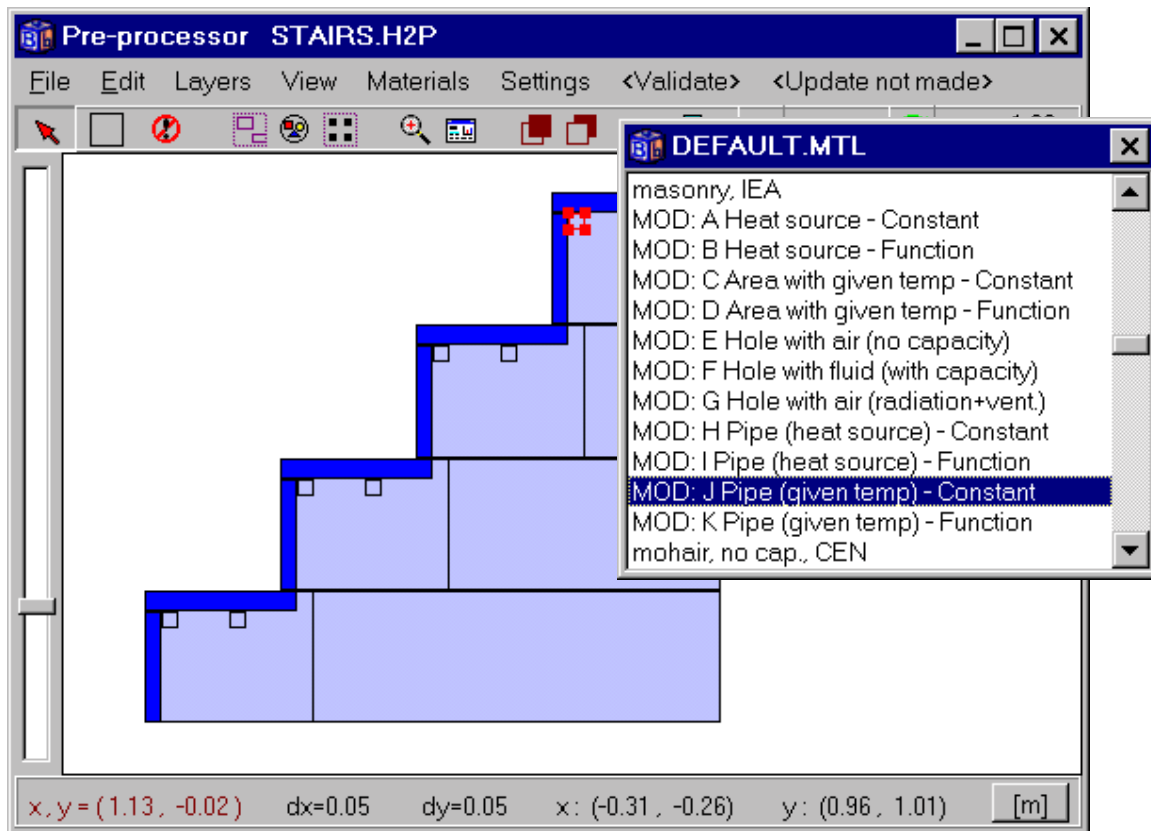 Pre-processor STAIRS.H2P
File Edit Layers View Materials Settings <Validate> <Update not made>
DEFAULT.MTL
masonry, IEA
MOD: A Heat source - Constant
MOD: B Heat source - Function
MOD: C Area with given temp - Constant
MOD: D Area with given temp - Function
MOD: E Hole with air (no capacity)
MOD: F Hole with fluid (with capacity)
MOD: G Hole with air (radiation+vent.)
MOD: H Pipe (heat source) - Constant
MOD: I Pipe (heat source) - Function
MOD: J Pipe (given temp) - Constant
MOD: K Pipe (given temp) - Function
mohair, no cap., CEN
x, y = (1.13 , -0.02) dx=0.05 dy=0.05 x: (-0.31 , -0.26) y: (0.96 , 1.01) [m]